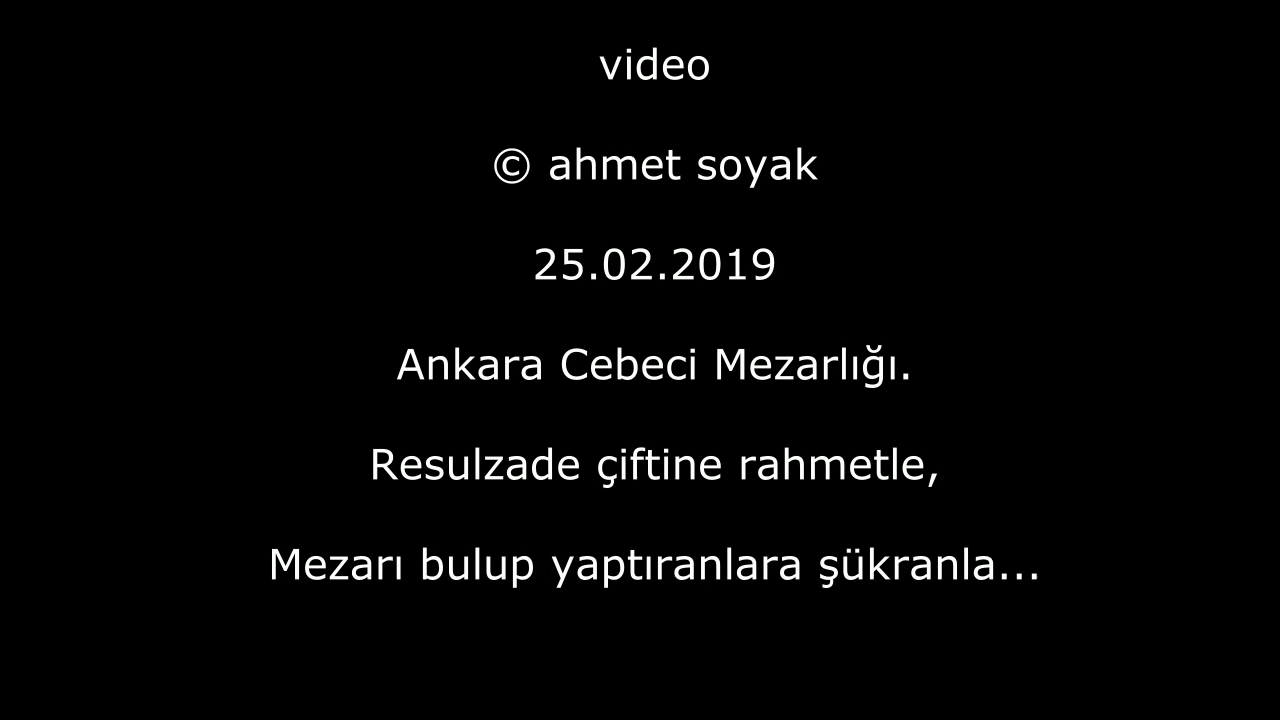 video
© ahmet soyak
25.02.2019
Ankara Cebeci Mezarlığı.
Resulzade çiftine rahmetle,
Mezarı bulup yaptıranlara şükranla...